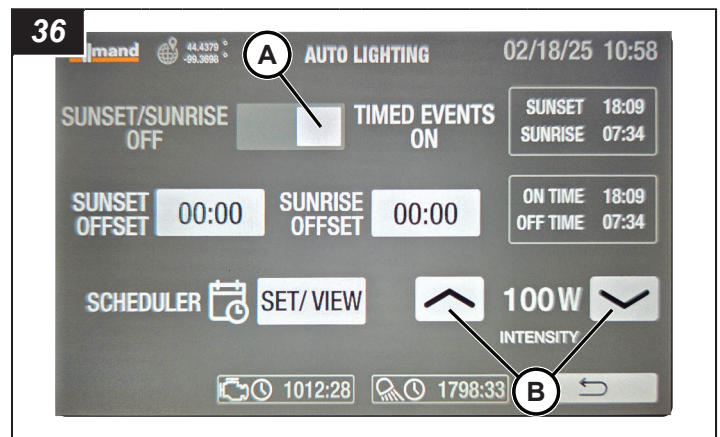 36
mand 44.4379 ° -99.3698 ° A AUTO LIGHTING 02/18/25 10:58
SUNSET/SUNRISE OFF
TIMED EVENTS ON
SUNSET 18:09
SUNRISE 07:34
SUNSET OFFSET 00:00
SUNRISE OFFSET 00:00
ON TIME 18:09
OFF TIME 07:34
SCHEDULER SET/ VIEW
100W
INTENSITY
B
1012:28 1798:33